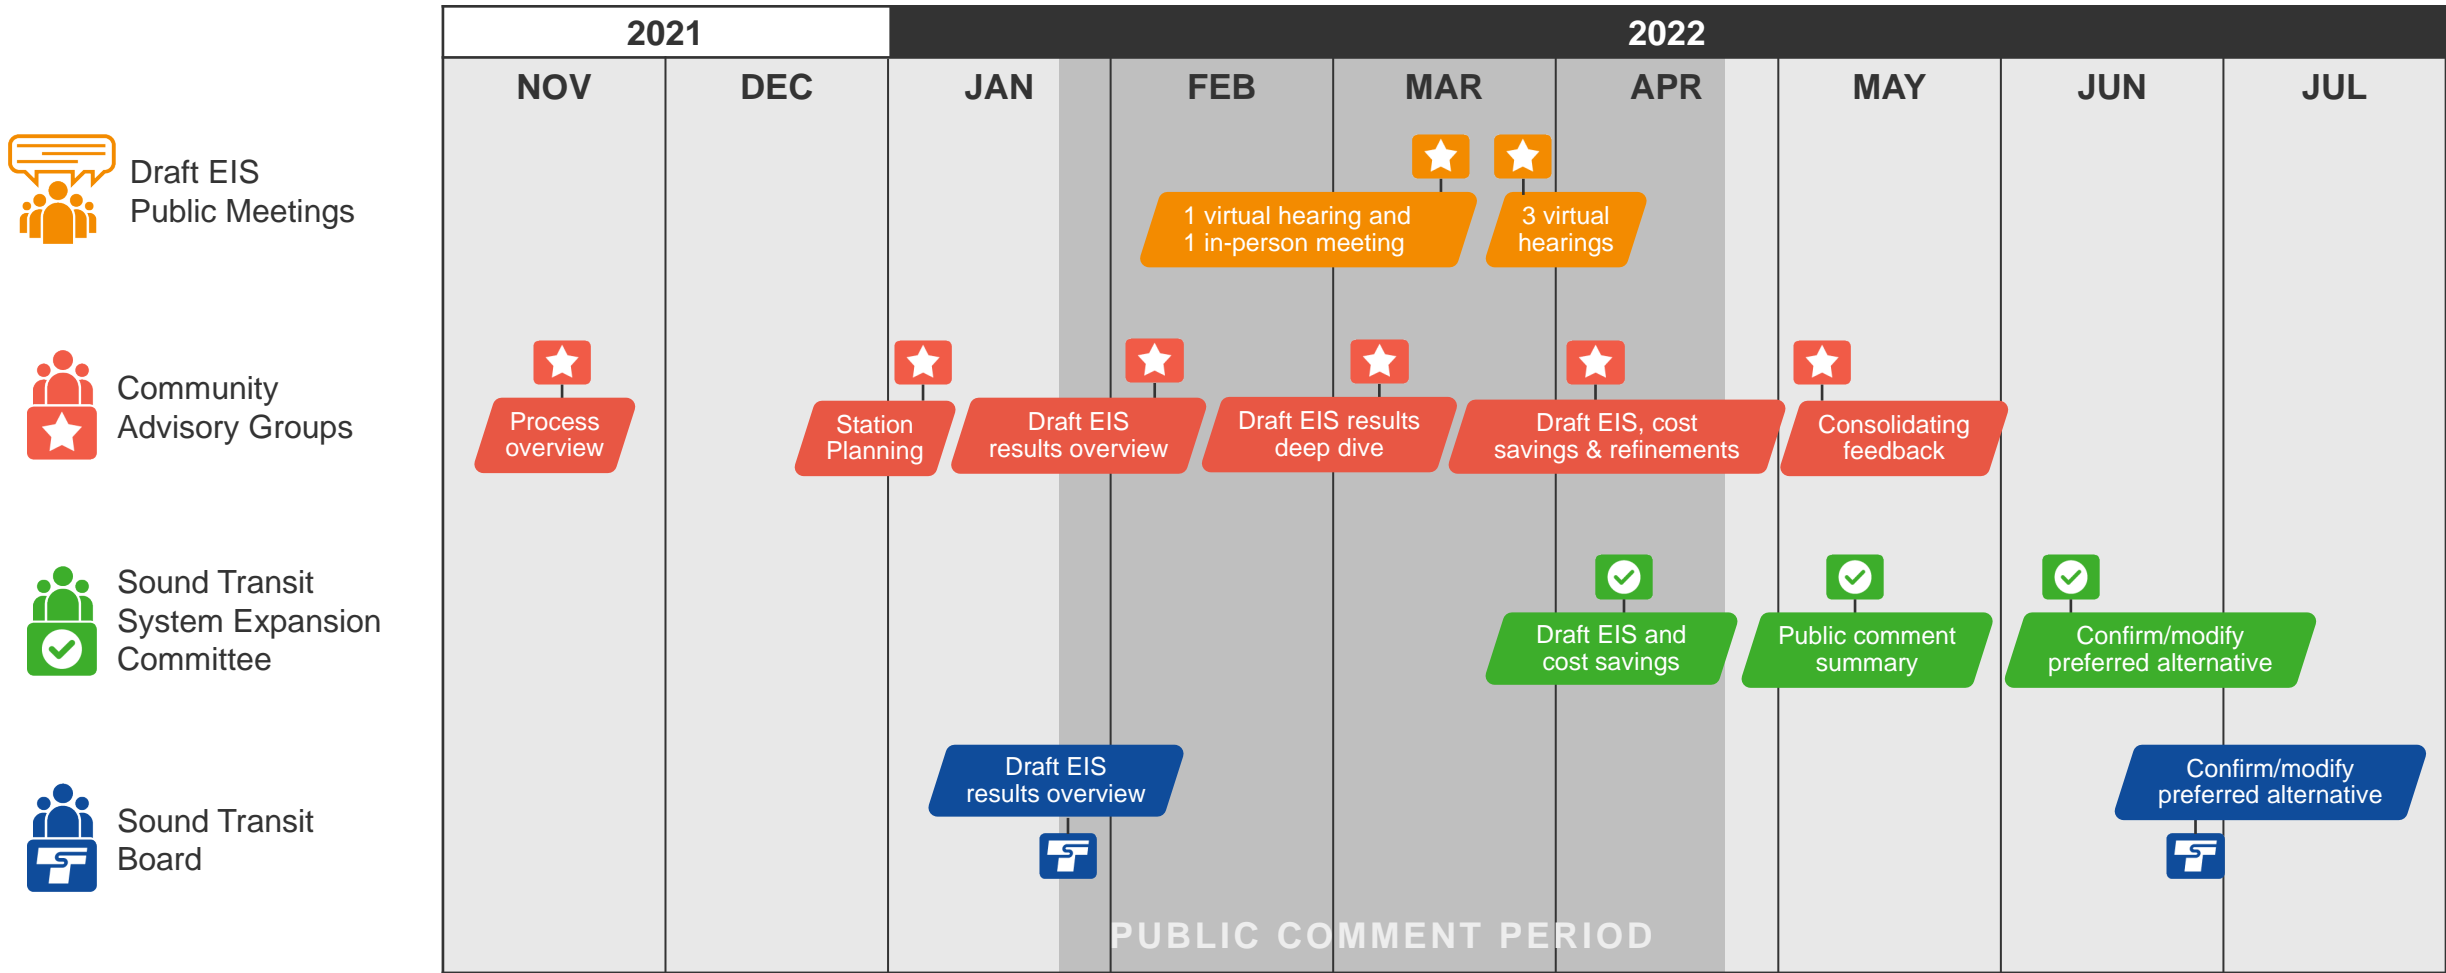 2021
2022
NOV
DEC
JAN
FEB
MAR
APR
MAY
JUN
JUL
Draft EIS
Public Meetings
1 virtual hearing and
1 in-person meeting
3 virtual
hearings
Community
Advisory Groups
Process
overview
Station
Planning
Draft EIS
results overview
Draft EIS results
deep dive
Draft EIS, cost
savings & refinements
Consolidating
feedback
Sound Transit
System Expansion
Committee
Draft EIS and
cost savings
Public comment
summary
Confirm/modify
preferred alternative
Sound Transit
Board
Draft EIS
results overview
Confirm/modify
preferred alternative
PUBLIC COMMENT PERIOD